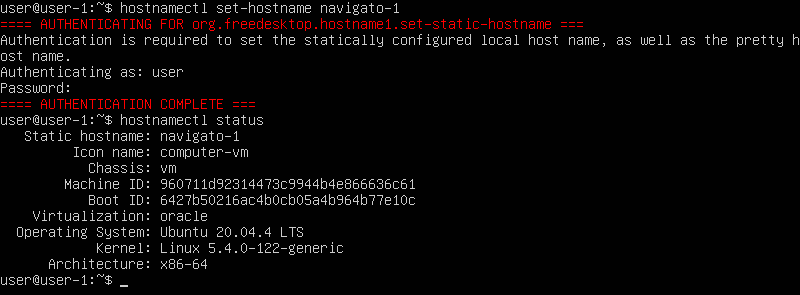 user@user-1:~$ hostnamectl set-hostname navigato-1
==== AUTHENTICATING FOR org.freedesktop.hostname1.set-static-hostname ===
Authentication is required to set the statically configured local host name, as well as the pretty h
ost name.
Authenticating as: user
Password:
==== AUTHENTICATION COMPLETE ===
user@user-1:~$ hostnamectl status
Static hostname: navigato-1
Icon name: computer-vm
Chassis: vm
Machine ID: 960711d92314473c9944b4e866636c61
Boot ID: 6427b50216ac4b0cb05a4b964b77e10c
Virtualization: oracle
Operating System: Ubuntu 20.04.4 LTS
Kernel: Linux 5.4.0-122-generic
Architecture: x86-64
user@user-1:~$ _